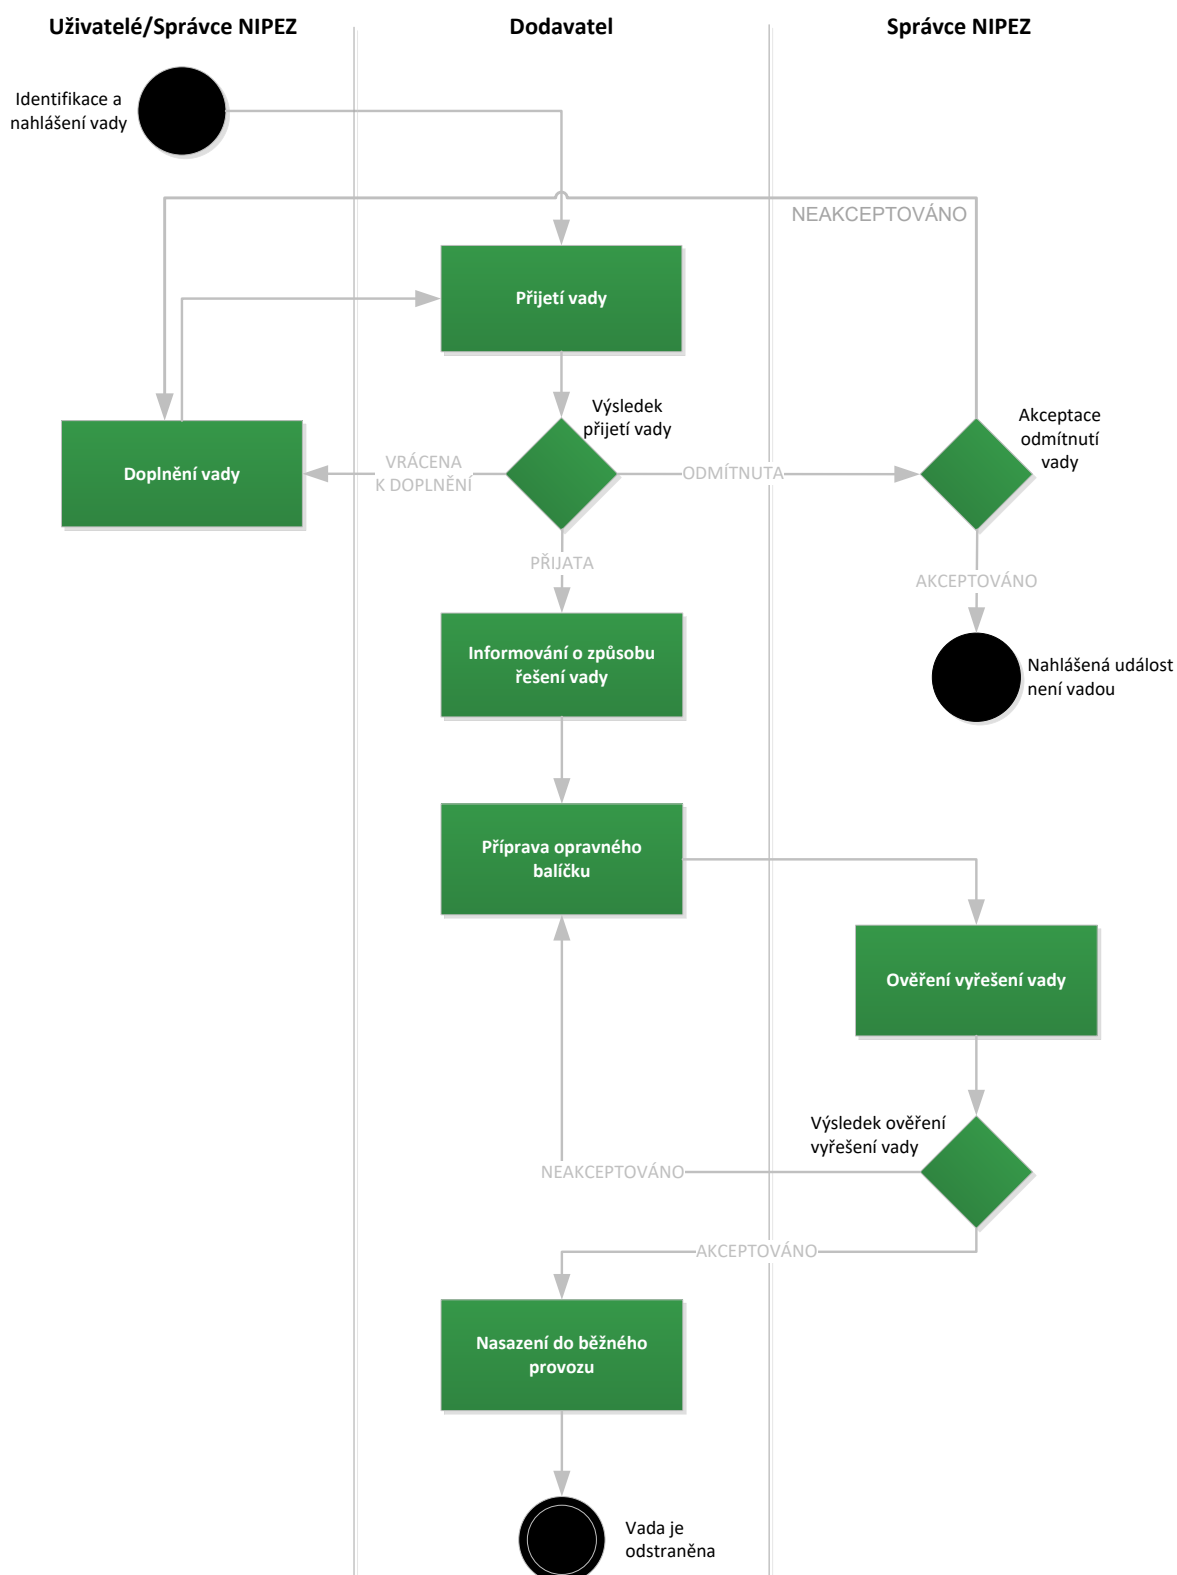 Uživatelé/Správce NIPEZ
Dodavatel
Správce NIPEZ
Identifikace a
nahlášení vady
NEAKCEPTOVÁNO
Přijetí vady
Výsledek
přijetí vady
Akceptace
odmítnutí
vady
Doplnění vady
VRÁCENA
K DOPLNĚNÍ
ODMÍTNUTA
PŘIJATA
AKCEPTOVÁNO
Informování o způsobu
řešení vady
Nahlášená událost
není vadou
Příprava opravného
balíčku
Ověření vyřešení vady
Výsledek ověření
vyřešení vady
NEAKCEPTOVÁNO
AKCEPTOVÁNO
Nasazení do běžného
provozu
Vada je
odstraněna